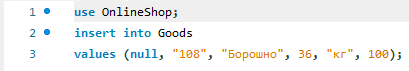 1 use OnlineShop;
2 insert into Goods
3 values (null, "108", "Борошно", 36, "кг", 100);